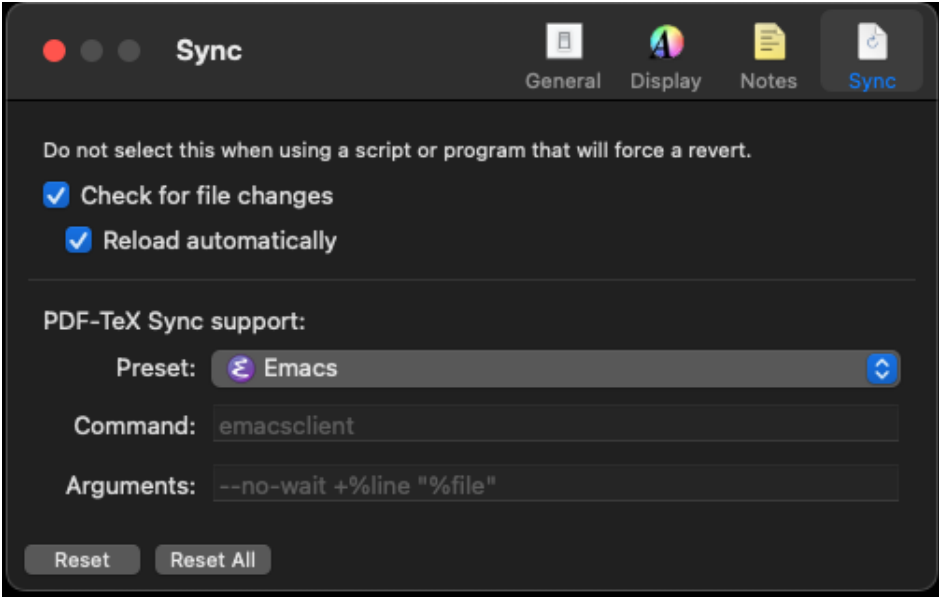 Sync
General
Display
Notes
Sync
Do not select this when using a script or program that will force a revert.
Check for file changes
Reload automatically
PDF-TeX Sync support:
Preset: Emacs
Command: emacsclient
Arguments: --no-wait +%line "%file"
Reset
Reset All